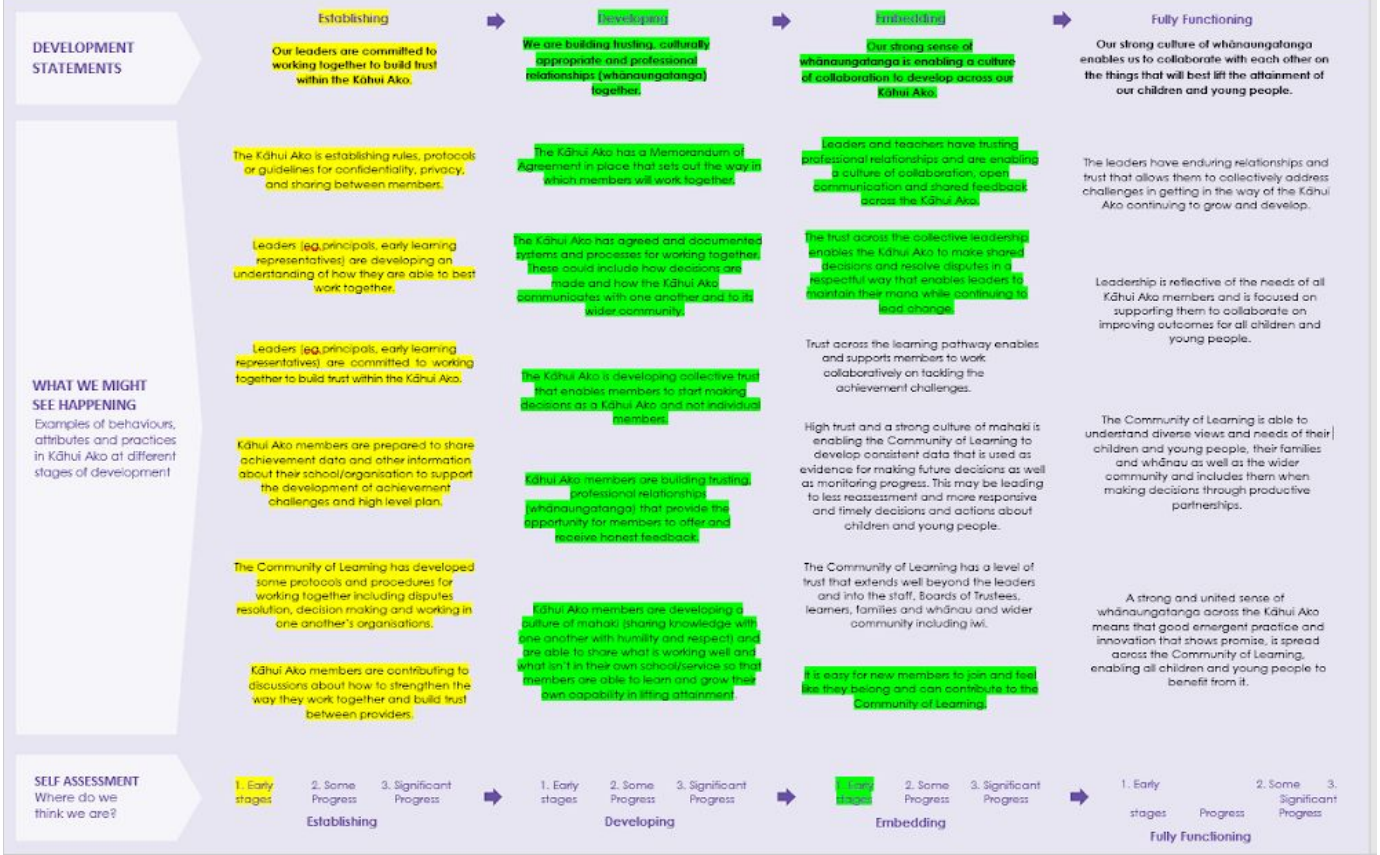 Establishing
Developing
Embedding
Fully Functioning
DEVELOPMENT
STATEMENTS
Our leaders are committed to
working together to build trust
within the Kāhui Ako.
We are building trusting, culturally
appropriate and professional
relationships (whānaungatanga)
together.
Our strong sense of
whānaungatanga is enabling a culture
of collaboration to develop across our
Kāhui Ako.
Our strong culture of whānaungatanga
enables us to collaborate with each other on
the things that will best lift the attainment of
our children and young people.
WHAT WE MIGHT
SEE HAPPENING
Examples of behaviours,
attributes and practices
in Kāhui Ako at different
stages of development
The Kāhui Ako is establishing rules, protocols
or guidelines for confidentiality, privacy,
and sharing between members.
Leaders (eg.principals, early learning
representatives) are developing an
understanding of how they are able to best
work together.
Leaders (eg.principals, early learning
representatives) are committed to working
together to build trust within the Kāhui Ako.
Kāhui Ako members are prepared to share
achievement data and other information
about their school/organisation to support
the development of achievement
challenges and high level plan.
The Community of Learning has developed
some protocols and procedures for
working together including disputes
resolution, decision making and working in
one another's organisations.
Kāhui Ako members are contributing to
discussions about how to strengthen the
way they work together and build trust
between providers.
The Kāhui Ako has a Memorandum of
Agreement in place that sets out the way in
which members will work together.
The Kāhui Ako has agreed and documented
systems and processes for working together.
These could include how decisions are
made and how the Kāhui Ako
communicates with one another and to its
wider community.
The Kāhui Ako is developing collective trust
that enables members to start making
decisions as a Kāhui Ako and not individual
members.
Kāhui Ako members are building trusting,
professional relationships
(whānaungatanga) that provide the
opportunity for members to offer and
receive honest feedback.
Kāhui Ako members are developing a
culture of mahaki (sharing knowledge with
one another with humility and respect) and
are able to share what is working well and
what isn't in their own school/service so that
members are able to learn and grow their
own capability in lifting attainment.
Leaders and teachers have trusting
professional relationships and are enabling
a culture of collaboration, open
communication and shared feedback
across the Kāhui Ako.
The trust across the collective leadership
enables the Kāhui Ako to make shared
decisions and resolve disputes in a
respectful way that enables leaders to
maintain their mana while continuing to
lead change.
Trust across the learning pathway enables
and supports members to work
collaboratively on tackling the
achievement challenges.
High trust and a strong culture of mahaki is
enabling the Community of Learning to
develop consistent data that is used as
evidence for making future decisions as well
as monitoring progress. This may be leading
to less reassessment and more responsive
and timely decisions and actions about
children and young people.
The Community of Learning has a level of
trust that extends well beyond the leaders
and into the staff, Boards of Trustees,
learners, families and whānau and wider
community including iwi.
It is easy for new members to join and feel
like they belong and can contribute to the
Community of Learning.
The leaders have enduring relationships and
trust that allows them to collectively address
challenges in getting in the way of the Kāhui
Ako continuing to grow and develop.
Leadership is reflective of the needs of all
Kāhui Ako members and is focused on
supporting them to collaborate on
improving outcomes for all children and
young people.
The Community of Learning is able to
understand diverse views and needs of their
children and young people, their families
and whānau as well as the wider
community and includes them when
making decisions through productive
partnerships.
A strong and united sense of
whānaungatanga across the Kāhui Ako
means that good emergent practice and
innovation that shows promise, is spread
across the Community of Learning,
enabling all children and young people to
benefit from it.
SELF ASSESSMENT
Where do we
think we are?
1. Early
stages
2. Some
Progress
3. Significant
Progress
Establishing
1. Early
stages
2. Some
Progress
3. Significant
Progress
Developing
1. Early
stages
2. Some
Progress
3. Significant
Progress
Embedding
1. Early 2. Some 3.
Significant
stages Progress Progress
Fully Functioning